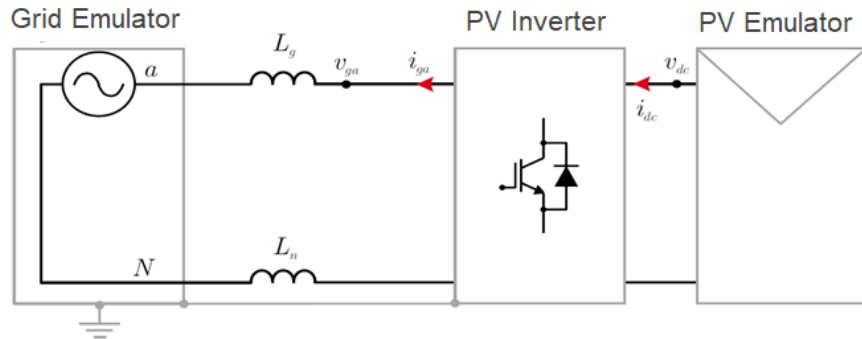 Grid Emulator
PV Inverter
PV Emulator
a
L_g
v_ga
i_ga
v_dc
i_dc
N
L_n